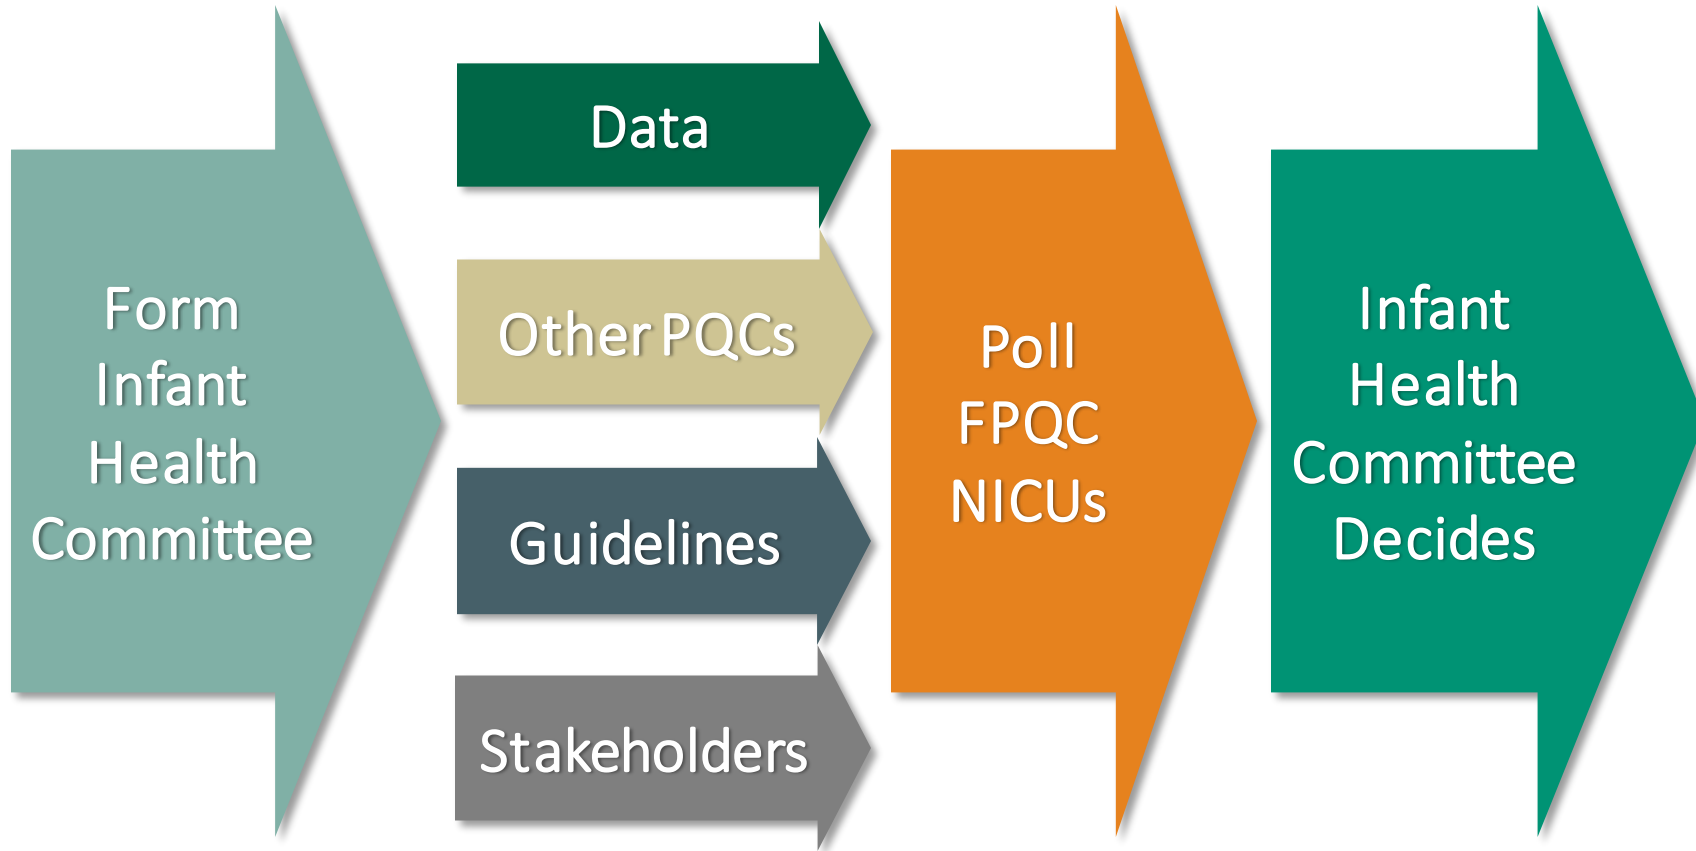 Form
Infant
Health
Committee
Data
Other PQCs
Guidelines
Stakeholders
Poll
FPQC
NICUs
Infant
Health
Committee
Decides